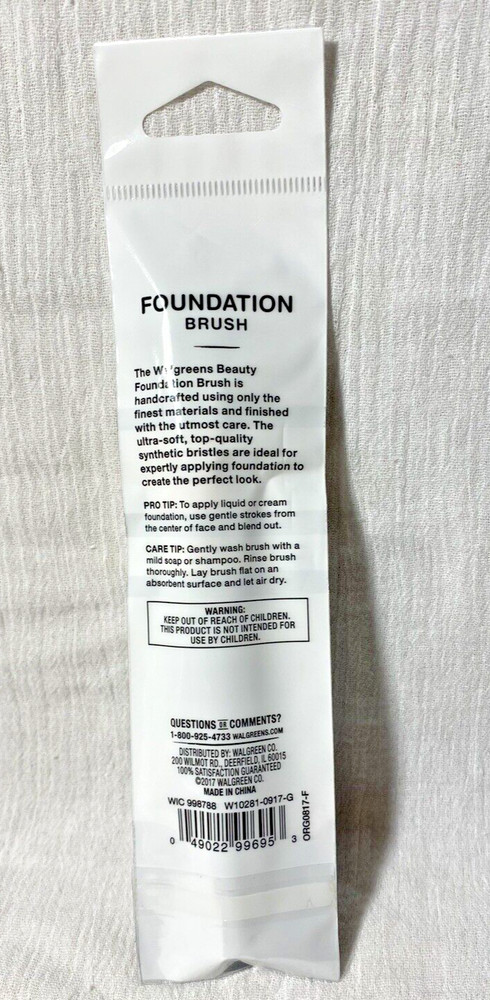 FOUNDATION
BRUSH
The Walgreens Beauty
Foundation Brush is
handcrafted using only the
finest materials and finished
with the utmost care. The
ultra-soft, top-quality
synthetic bristles are ideal for
expertly applying foundation to
create the perfect look.
PRO TIP: To apply liquid or cream
foundation, use gentle strokes from
the center of face and blend out.
CARE TIP: Gently wash brush with a
mild soap or shampoo. Rinse brush
thoroughly. Lay brush flat on an
absorbent surface and let air dry.
WARNING:
KEEP OUT OF REACH OF CHILDREN.
THIS PRODUCT IS NOT INTENDED FOR
USE BY CHILDREN.
QUESTIONS OR COMMENTS?
1-800-925-4733 WALGREENS.COM
DISTRIBUTED BY: WALGREEN CO.
200 WILMOT RD., DEERFIELD, IL 60015
100% SATISFACTION GUARANTEED
©2017 WALGREEN CO.
MADE IN CHINA
WIC 998788 W10281-0917-G
ORG0817-F
0 49022 99695 3